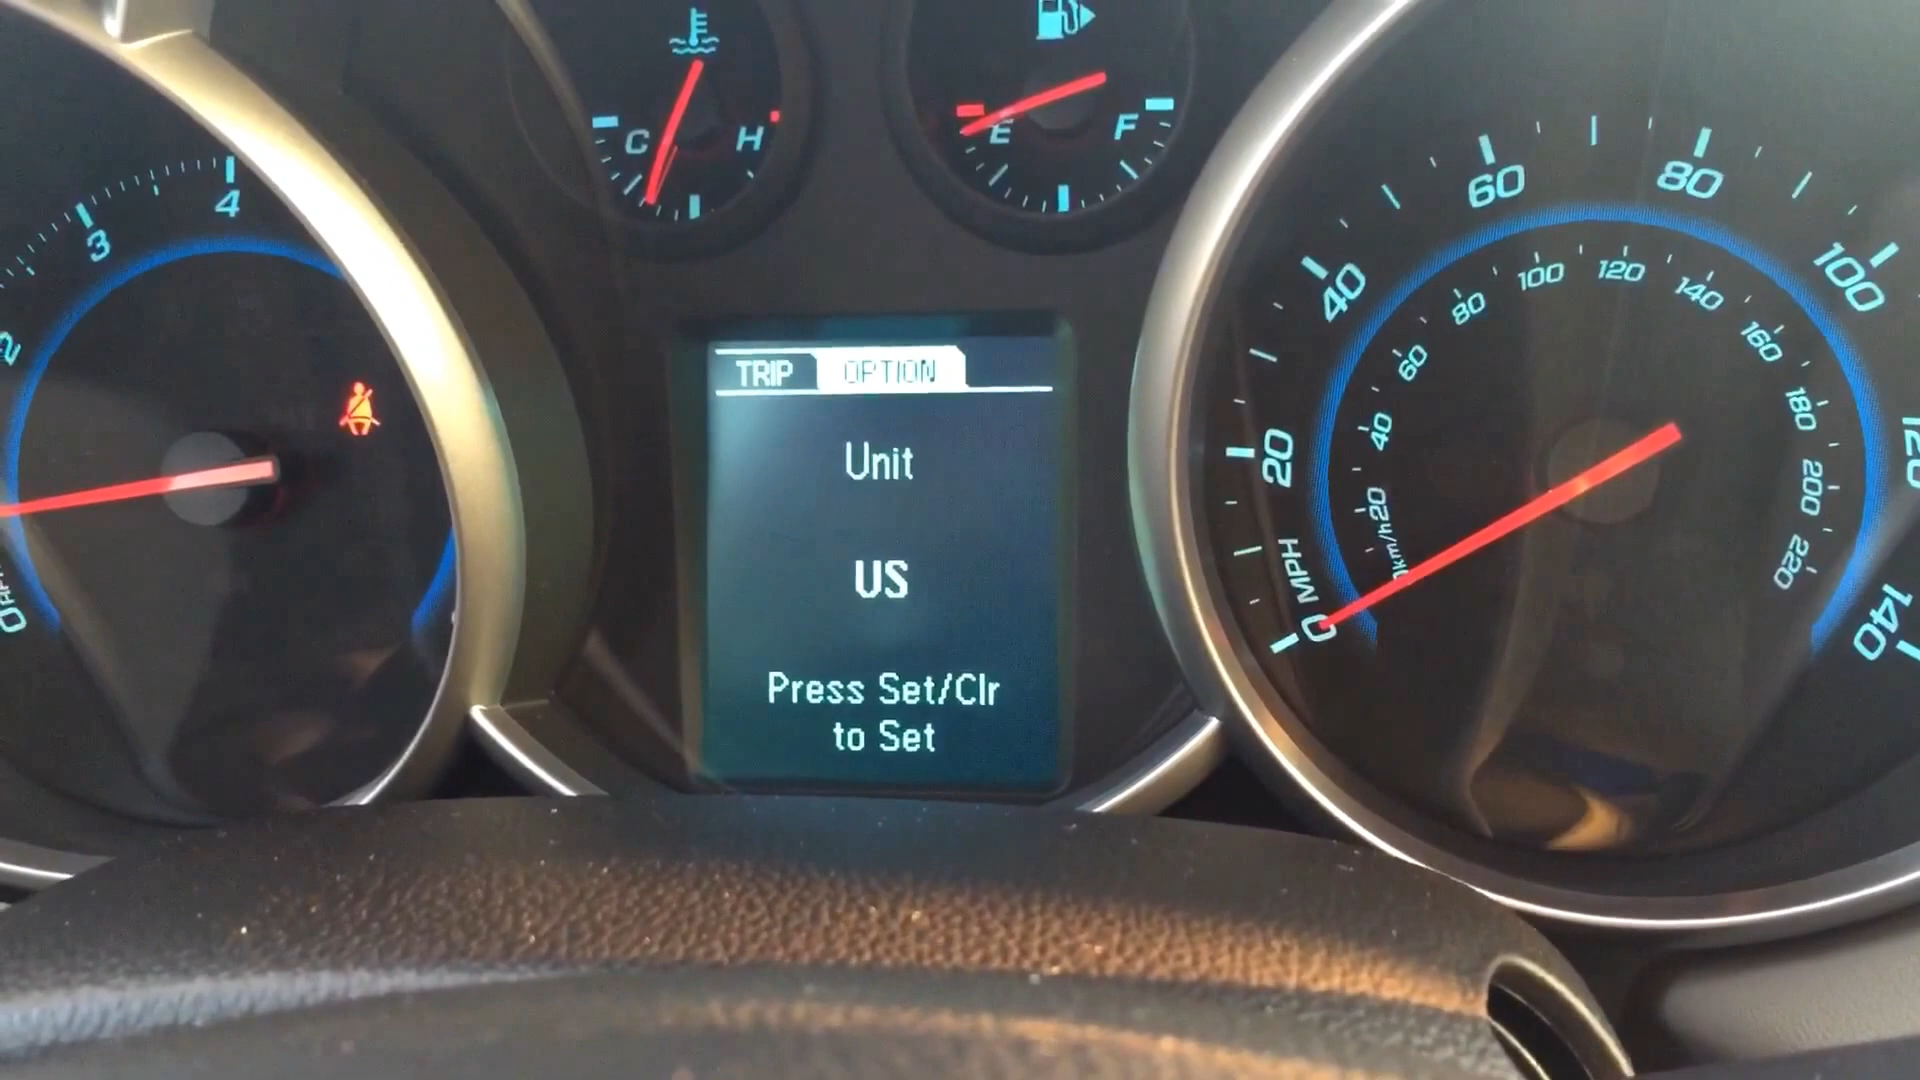 C H
E F
2 3 4
0
TRIP OPTION
Unit
US
Press Set/Clr
to Set
0 20 40 60 80 100 120 140
MPH
km/h 20 40 60 80 100 120 140 160 180 200 220